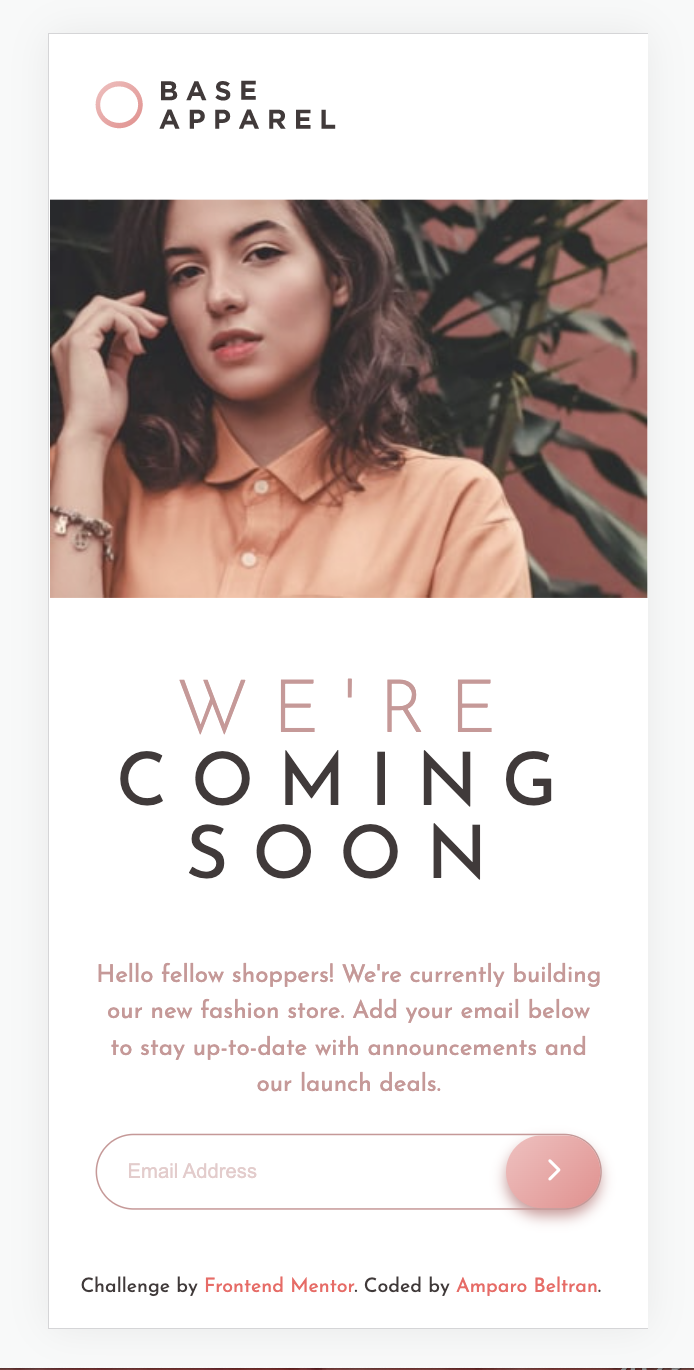 BASE
APPAREL
WE'RE
COMING
SOON
Hello fellow shoppers! We're currently building
our new fashion store. Add your email below
to stay up-to-date with announcements and
our launch deals.
Email Address
Challenge by Frontend Mentor. Coded by Amparo Beltran.